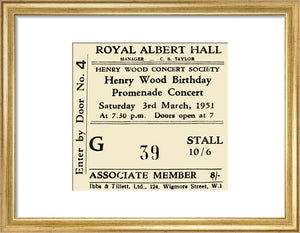 ROYAL ALBERT HALL
MANAGER - C. S. TAYLOR
Enter by Door No. 4
HENRY WOOD CONCERT SOCIETY
Henry Wood Birthday
Promenade Concert
Saturday 3rd March, 1951
At 7.30 p.m. Doors open at 7
G 39 STALL
10/6
ASSOCIATE MEMBER 8/-
Ibbs & Tillett, Ltd., 124, Wigmore Street, W.1